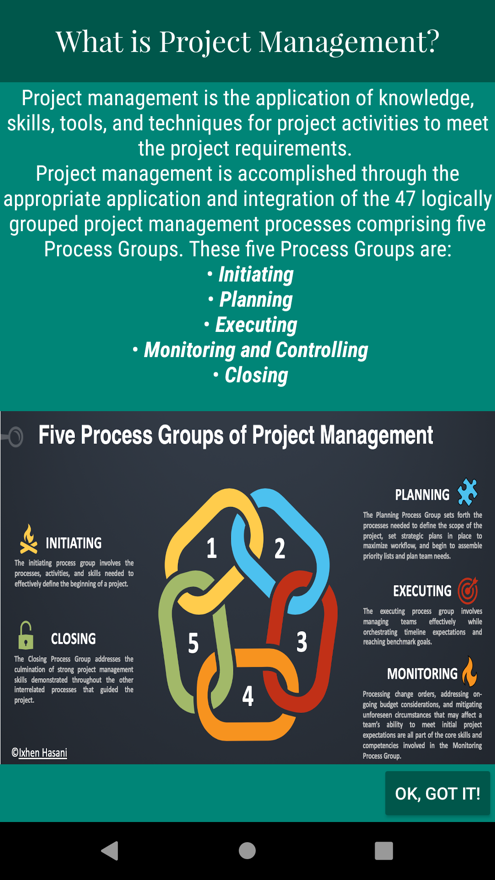 What is Project Management?
Project management is the application of knowledge,
skills, tools, and techniques for project activities to meet
the project requirements.
Project management is accomplished through the
appropriate application and integration of the 47 logically
grouped project management processes comprising five
Process Groups. These five Process Groups are:
• Initiating
• Planning
• Executing
• Monitoring and Controlling
• Closing
Five Process Groups of Project Management
INITIATING
The initiating process group involves the
processes, activities, and skills needed to
effectively define the beginning of a project.
CLOSING
The Closing Process Group addresses the
culmination of strong project management
skills demonstrated throughout the other
interrelated processes that guided the
project.
1
2
3
4
5
PLANNING
The Planning Process Group sets forth the
processes needed to define the scope of the
project, set strategic plans in place to
maximize workflow, and begin to assemble
priority lists and plan team needs.
EXECUTING
The executing process group involves
managing teams effectively while
orchestrating timeline expectations and
reaching benchmark goals.
MONITORING
Processing change orders, addressing on-
going budget considerations, and mitigating
unforeseen circumstances that may affect a
team's ability to meet initial project
expectations are all part of the core skills and
competencies involved in the Monitoring
Process Group.
©Ixhen Hasani
OK, GOT IT!